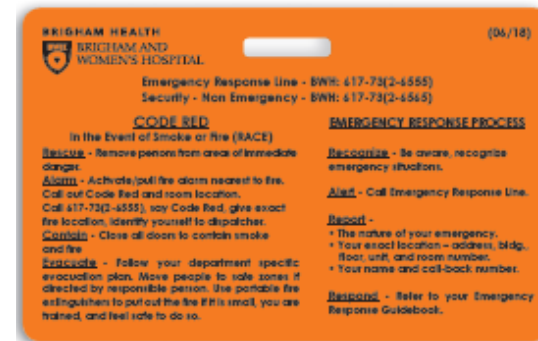 BRIGHAM HEALTH
BWH
BRIGHAM AND
WOMEN'S HOSPITAL
(06/18)
Emergency Response Line - BWH: 617-73(2-6555)
Security - Non Emergency - BWH: 617-73(2-6565)
CODE RED
In the Event of Smoke or Fire (RACE)
Rescue - Remove persons from areas of immediate
danger.
Alarm - Activate/pull fire alarm nearest to fire.
Call out Code Red and room location.
Call 617-73(2-6555), say Code Red, give exact
fire location, identify yourself to dispatcher.
Contain - Close all doors to contain smoke
and fire
Evacuate - Follow your department specific
evacuation plan. Move people to safe zones if
directed by responsible person. Use portable fire
extinguishers to put out the fire if it is small, you are
trained, and feel safe to do so.
EMERGENCY RESPONSE PROCESS
Recognize - Be aware, recognize
emergency situations.
Alert - Call Emergency Response Line.
Report -
• The nature of your emergency.
• Your exact location - address, bldg.,
floor, unit, and room number.
• Your name and call-back number.
Respond - Refer to your Emergency
Response Guidebook.